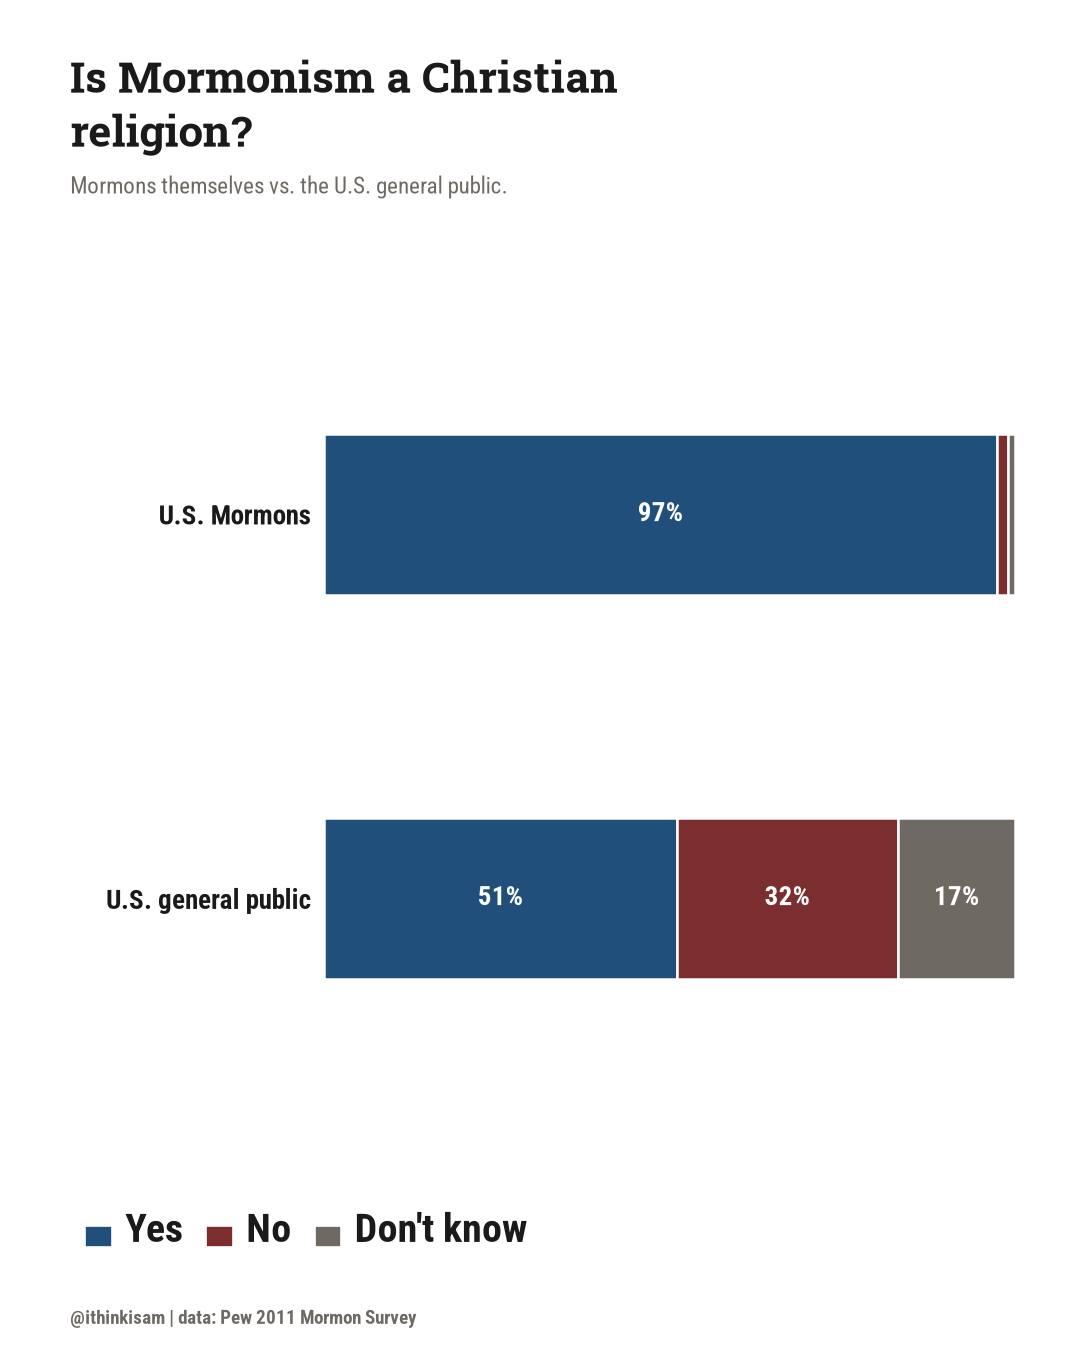 Is Mormonism a Christian
religion?
Mormons themselves vs. the U.S. general public.
U.S. Mormons
97%
U.S. general public
51%
32%
17%
Yes
No
Don't know
@ithinkisam | data: Pew 2011 Mormon Survey